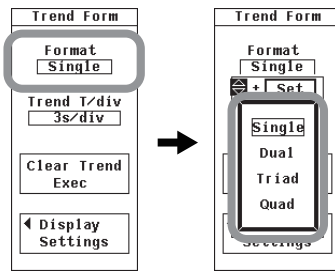 Trend Form
Format
Single
Trend T/div
3s/div
Clear Trend
Exec
Display
Settings
Trend Form
Format
Single
+ Set
Single
Dual
Triad
Quad
Settings